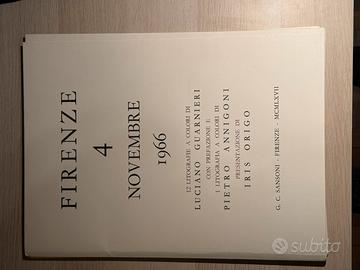 FIRENZE
4
NOVEMBRE
1966
12 LITOGRAFIE A COLORI DI
LUCIANO GUARNIERI
CON PREFAZIONE E
1 LITOGRAFIA A COLORI DI
PIETRO ANNIGONI
PRESENTAZIONE DI
IRIS ORIGO
G. C. SANSONI · FIRENZE · MCMLXVII
subito